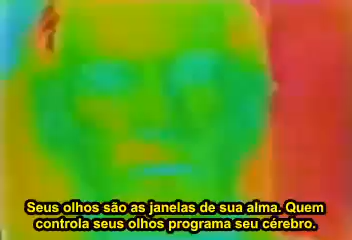 Seus olhos são as janelas de sua alma. Quem
controla seus olhos programa seu cérebro.